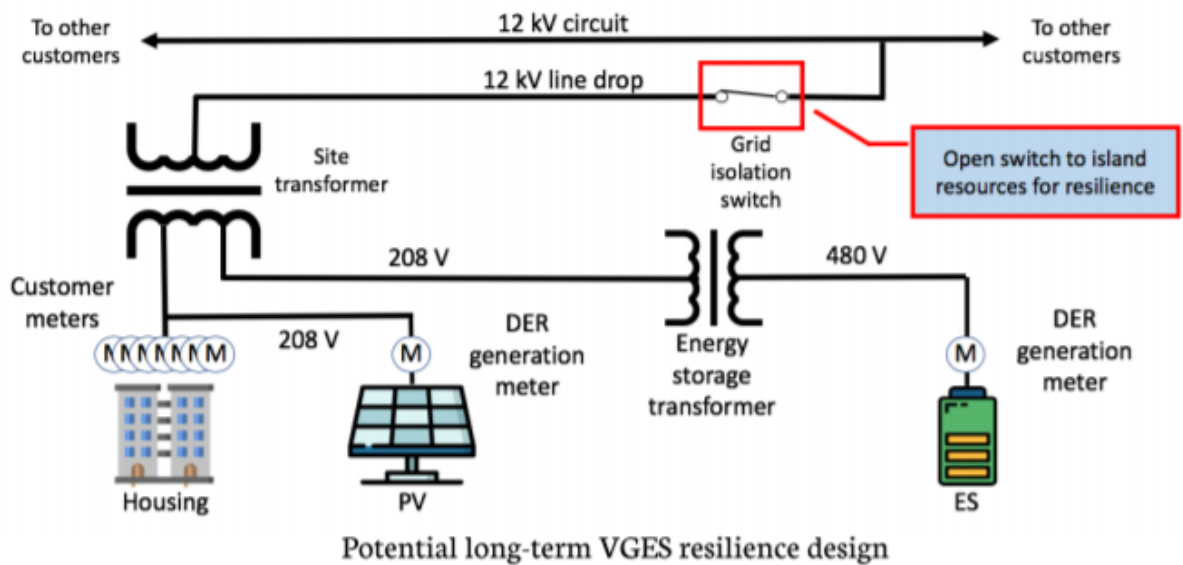 To other
customers
12 kV circuit
To other
customers
12 kV line drop
Grid
isolation
switch
Open switch to island
resources for resilience
Site
transformer
208 V
480 V
Customer
meters
208 V
DER
generation
meter
Energy
storage
transformer
DER
generation
meter
M M M M M M M
M
M
Housing
PV
ES
Potential long-term VGES resilience design